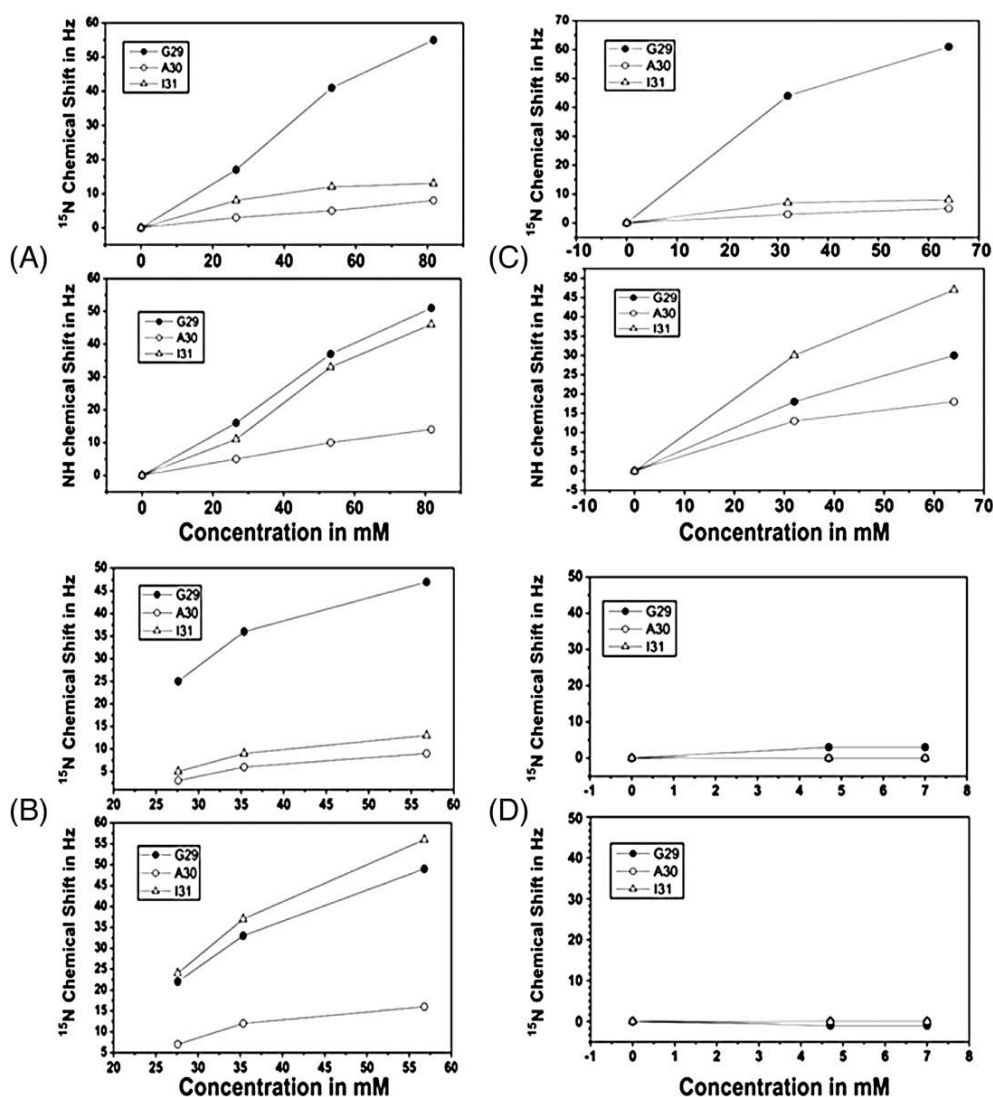 (A)
¹⁵N Chemical Shift in Hz
60
50
40
30
20
10
0
G29
A30
I31
0 20 40 60 80
NH chemical Shift in Hz
60
50
40
30
20
10
0
G29
A30
I31
0 20 40 60 80
Concentration in mM
(C)
¹⁵N Chemical Shift in Hz
70
60
50
40
30
20
10
0
G29
A30
I31
-10 0 10 20 30 40 50 60 70
NH chemical Shift in Hz
45
40
35
30
25
20
15
10
5
0
-5
G29
A30
I31
-10 0 10 20 30 40 50 60 70
Concentration in mM
(B)
¹⁵N Chemical Shift in Hz
50
45
40
35
30
25
20
15
10
5
G29
A30
I31
20 25 30 35 40 45 50 55 60
¹⁵N Chemical Shift in Hz
60
55
50
45
40
35
30
25
20
15
10
5
G29
A30
I31
20 25 30 35 40 45 50 55 60
Concentration in mM
(D)
¹⁵N Chemical Shift in Hz
50
40
30
20
10
0
G29
A30
I31
-1 0 1 2 3 4 5 6 7 8
¹⁵N Chemical Shift in Hz
50
40
30
20
10
0
G29
A30
I31
-1 0 1 2 3 4 5 6 7 8
Concentration in mM